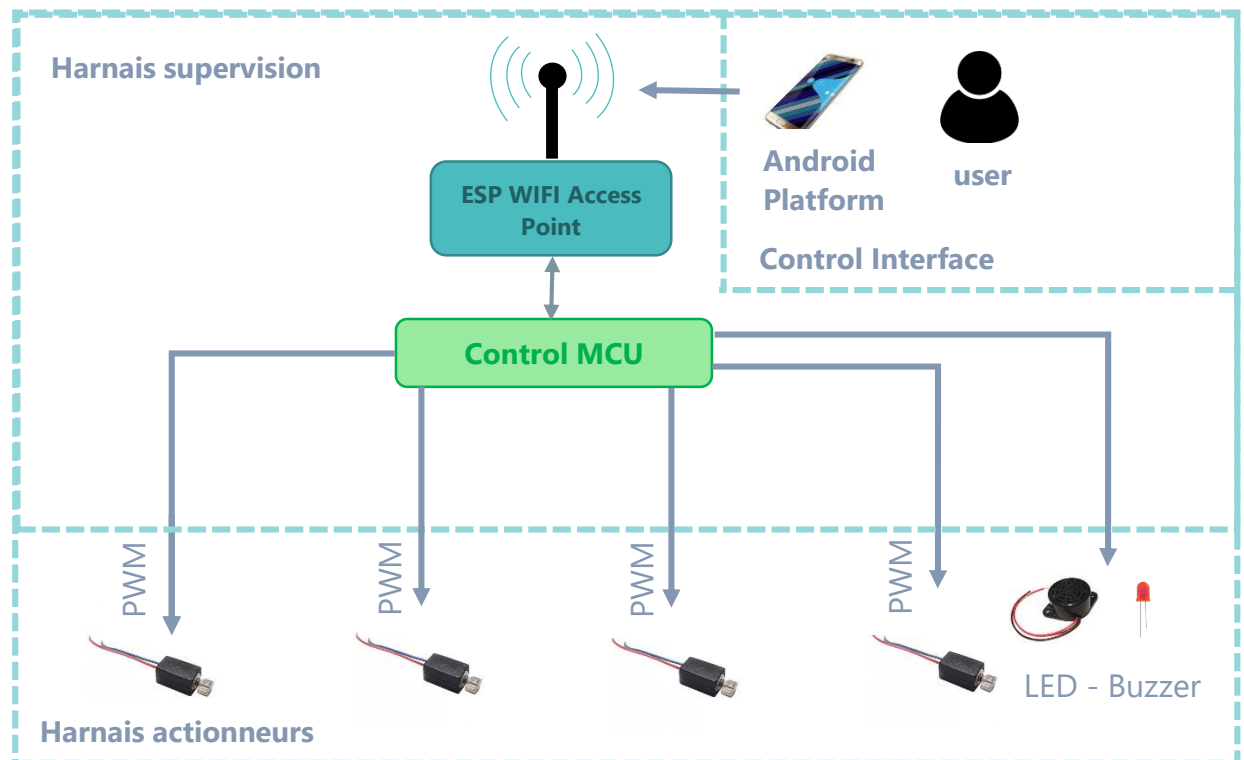 Harnais supervision
Android
Platform
user
ESP WIFI Access
Point
Control Interface
Control MCU
PWM
PWM
PWM
PWM
LED - Buzzer
Harnais actionneurs